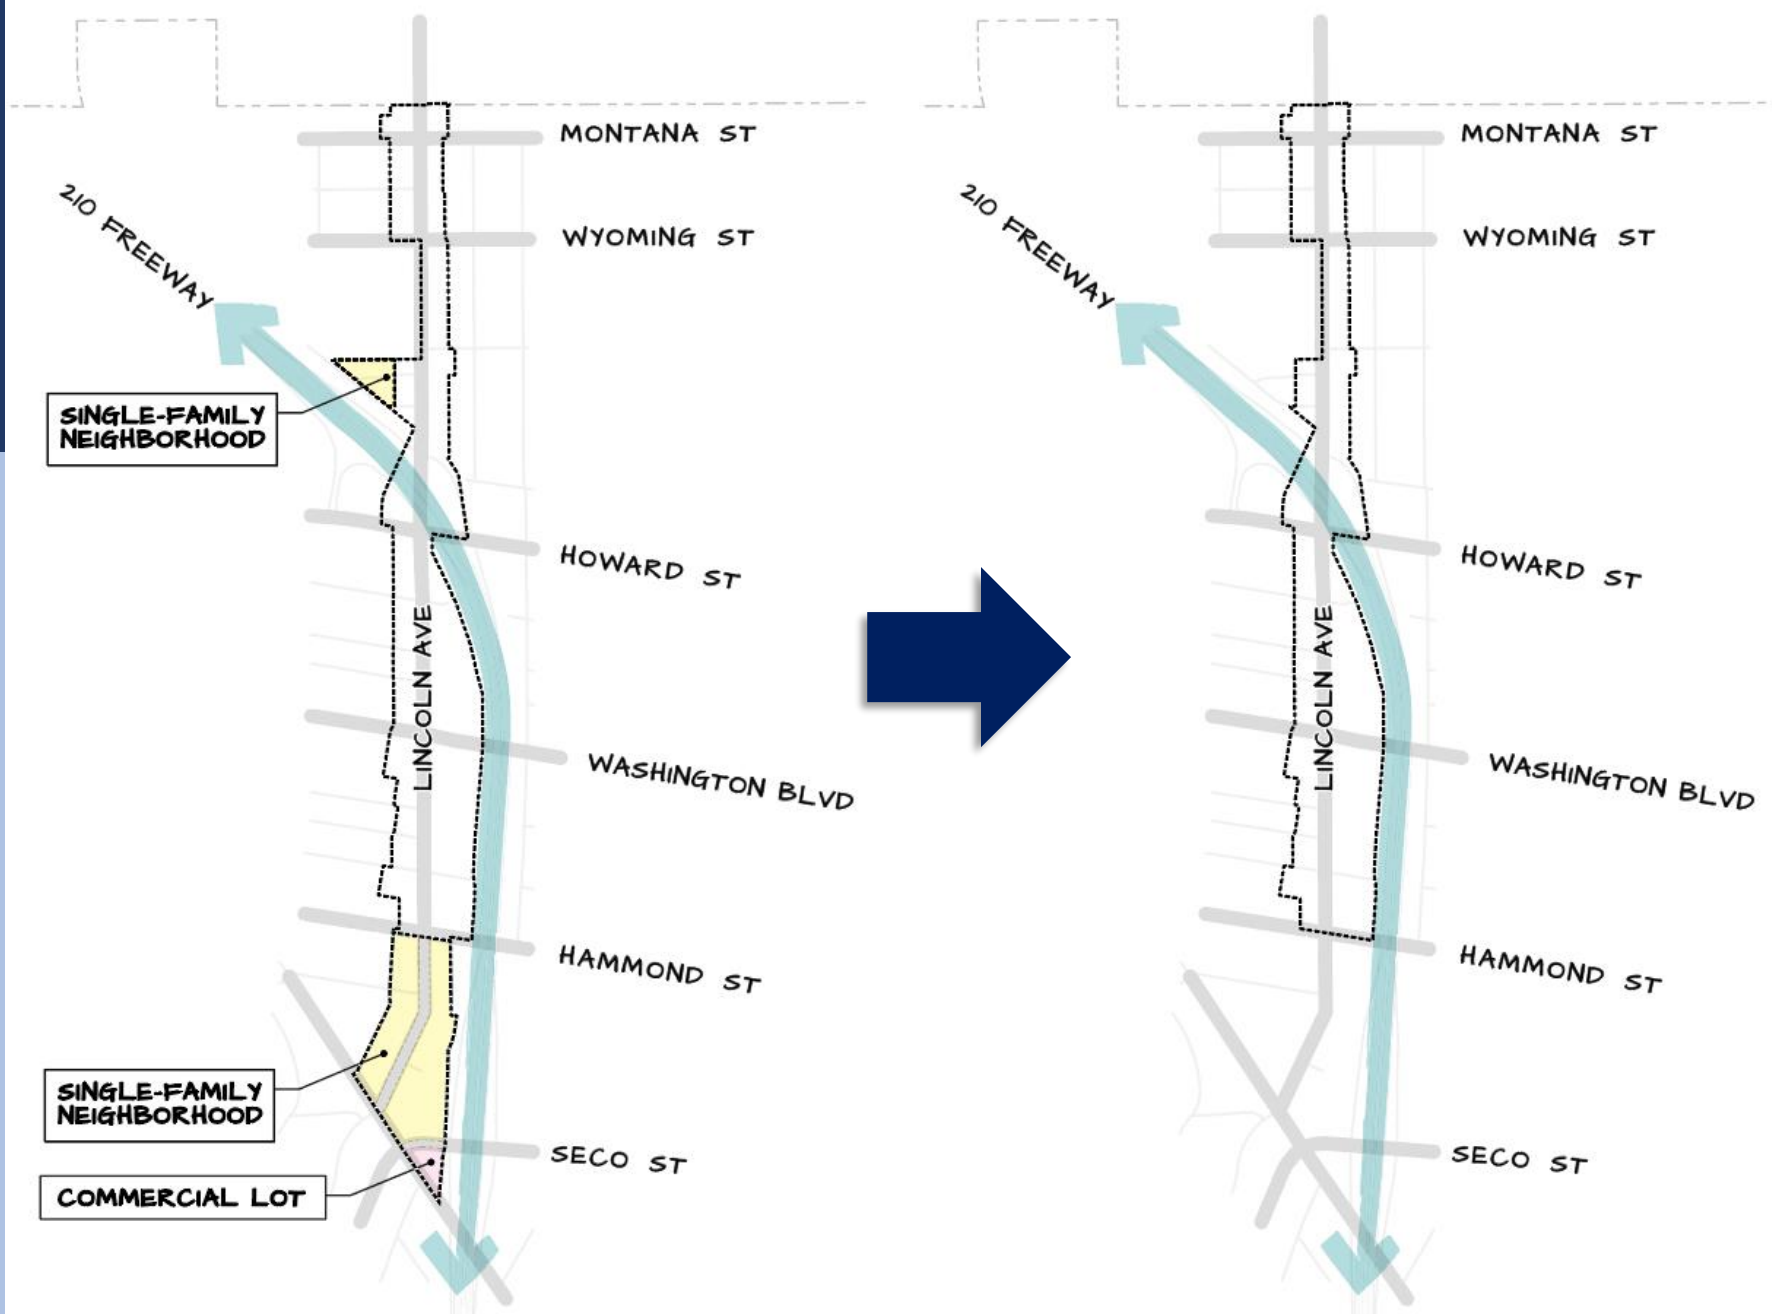 MONTANA ST
WYOMING ST
210 FREEWAY
SINGLE-FAMILY
NEIGHBORHOOD
HOWARD ST
LINCOLN AVE
WASHINGTON BLVD
HAMMOND ST
SINGLE-FAMILY
NEIGHBORHOOD
SECO ST
COMMERCIAL LOT
MONTANA ST
WYOMING ST
210 FREEWAY
HOWARD ST
LINCOLN AVE
WASHINGTON BLVD
HAMMOND ST
SECO ST